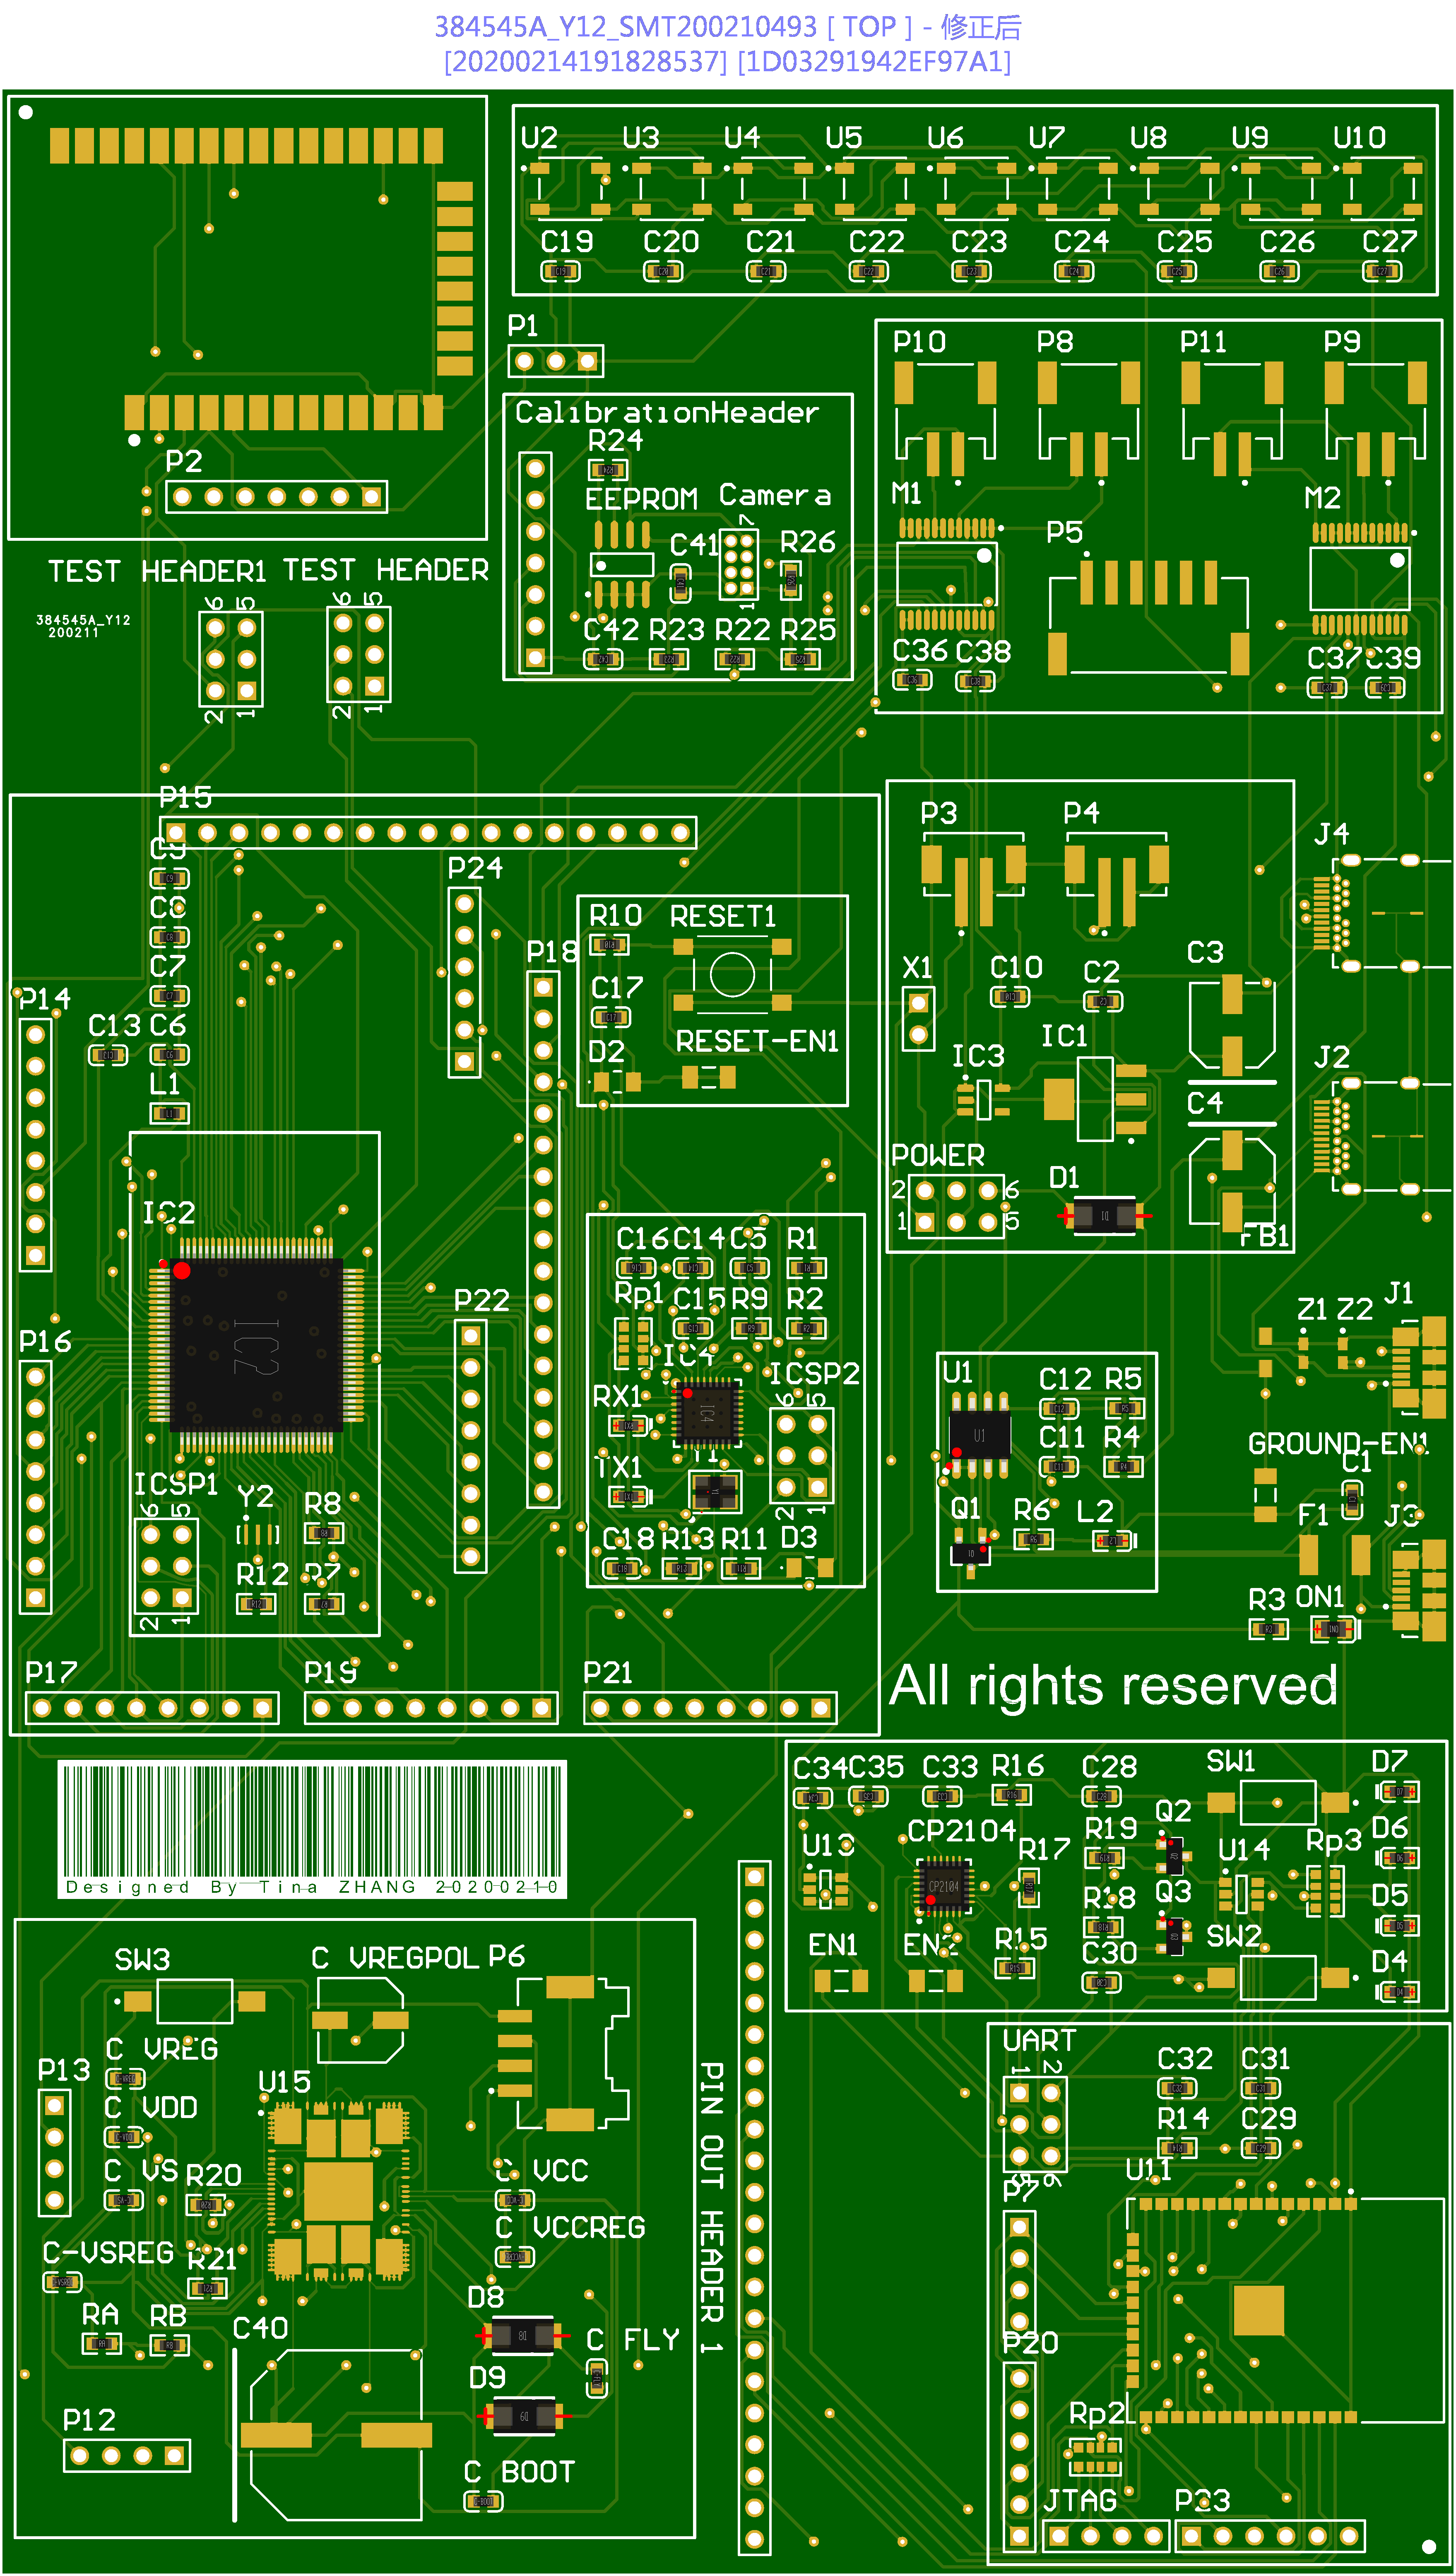 384545A_Y12_SMT200210493 [ TOP ] - 修正后
[20200214191828537] [1D03291942EF97A1]
U2 U3 U4 U5 U6 U7 U8 U9 U10
C19 C20 C21 C22 C23 C24 C25 C26 C27
P1
P10 P8 P11 P9
CalibrationHeader
R24
P2
EEPROM Camera
M1 M2
7
P5
C41 R26
TEST HEADER1 TEST HEADER
6 5 6 5
1
384545A_Y12
200211
C42 R23 R22 R25
C36 C38 C37 C39
2 1 2 1
P15
P3 P4
J4
C9
P24
C8
R10 RESET1
P18
C3
C7
X1 C10 C2
P14
C17
C13 C6
RESET-EN1
IC1
D2
IC3
J2
L1
C4
POWER
D1
2 6
IC2
1 5
FB1
C16 C14 C5 R1
P22
Rp1 C15 R9 R2
Z1 Z2 J1
P16
IC4 ICSP2
U1
C12 R5
RX1 6 5
C11 R4
GROUND-EN1
C1
ICSP1
TX1 Y1
6 5 Y2 R8
2 1
Q1 R6 L2
F1 J3
C18 R13 R11 D3
R12 R7
2 1
R3 ON1
P17 P19 P21
All rights reserved
C34 C35 C33 R16 C28 SW1 D7
Q2
CP2104
R19 D6
U13 R17 U14 Rp3
Designed By Tina ZHANG 20200210
R18 Q3 D5
EN1 EN2 R15 C30 SW2 D4
SW3 C VREGPOL P6
UART
1 2
C VREG
P13
C32 C31
U15
C VDD
R14 C29
PIN OUT HEADER 1
C VS R20 C VCC
U11
6
P7
C-VSREG R21 C VCCREG
D8
RA RB C40
C FLY
P20
D9
P12
Rp2
C BOOT
JTAG P23